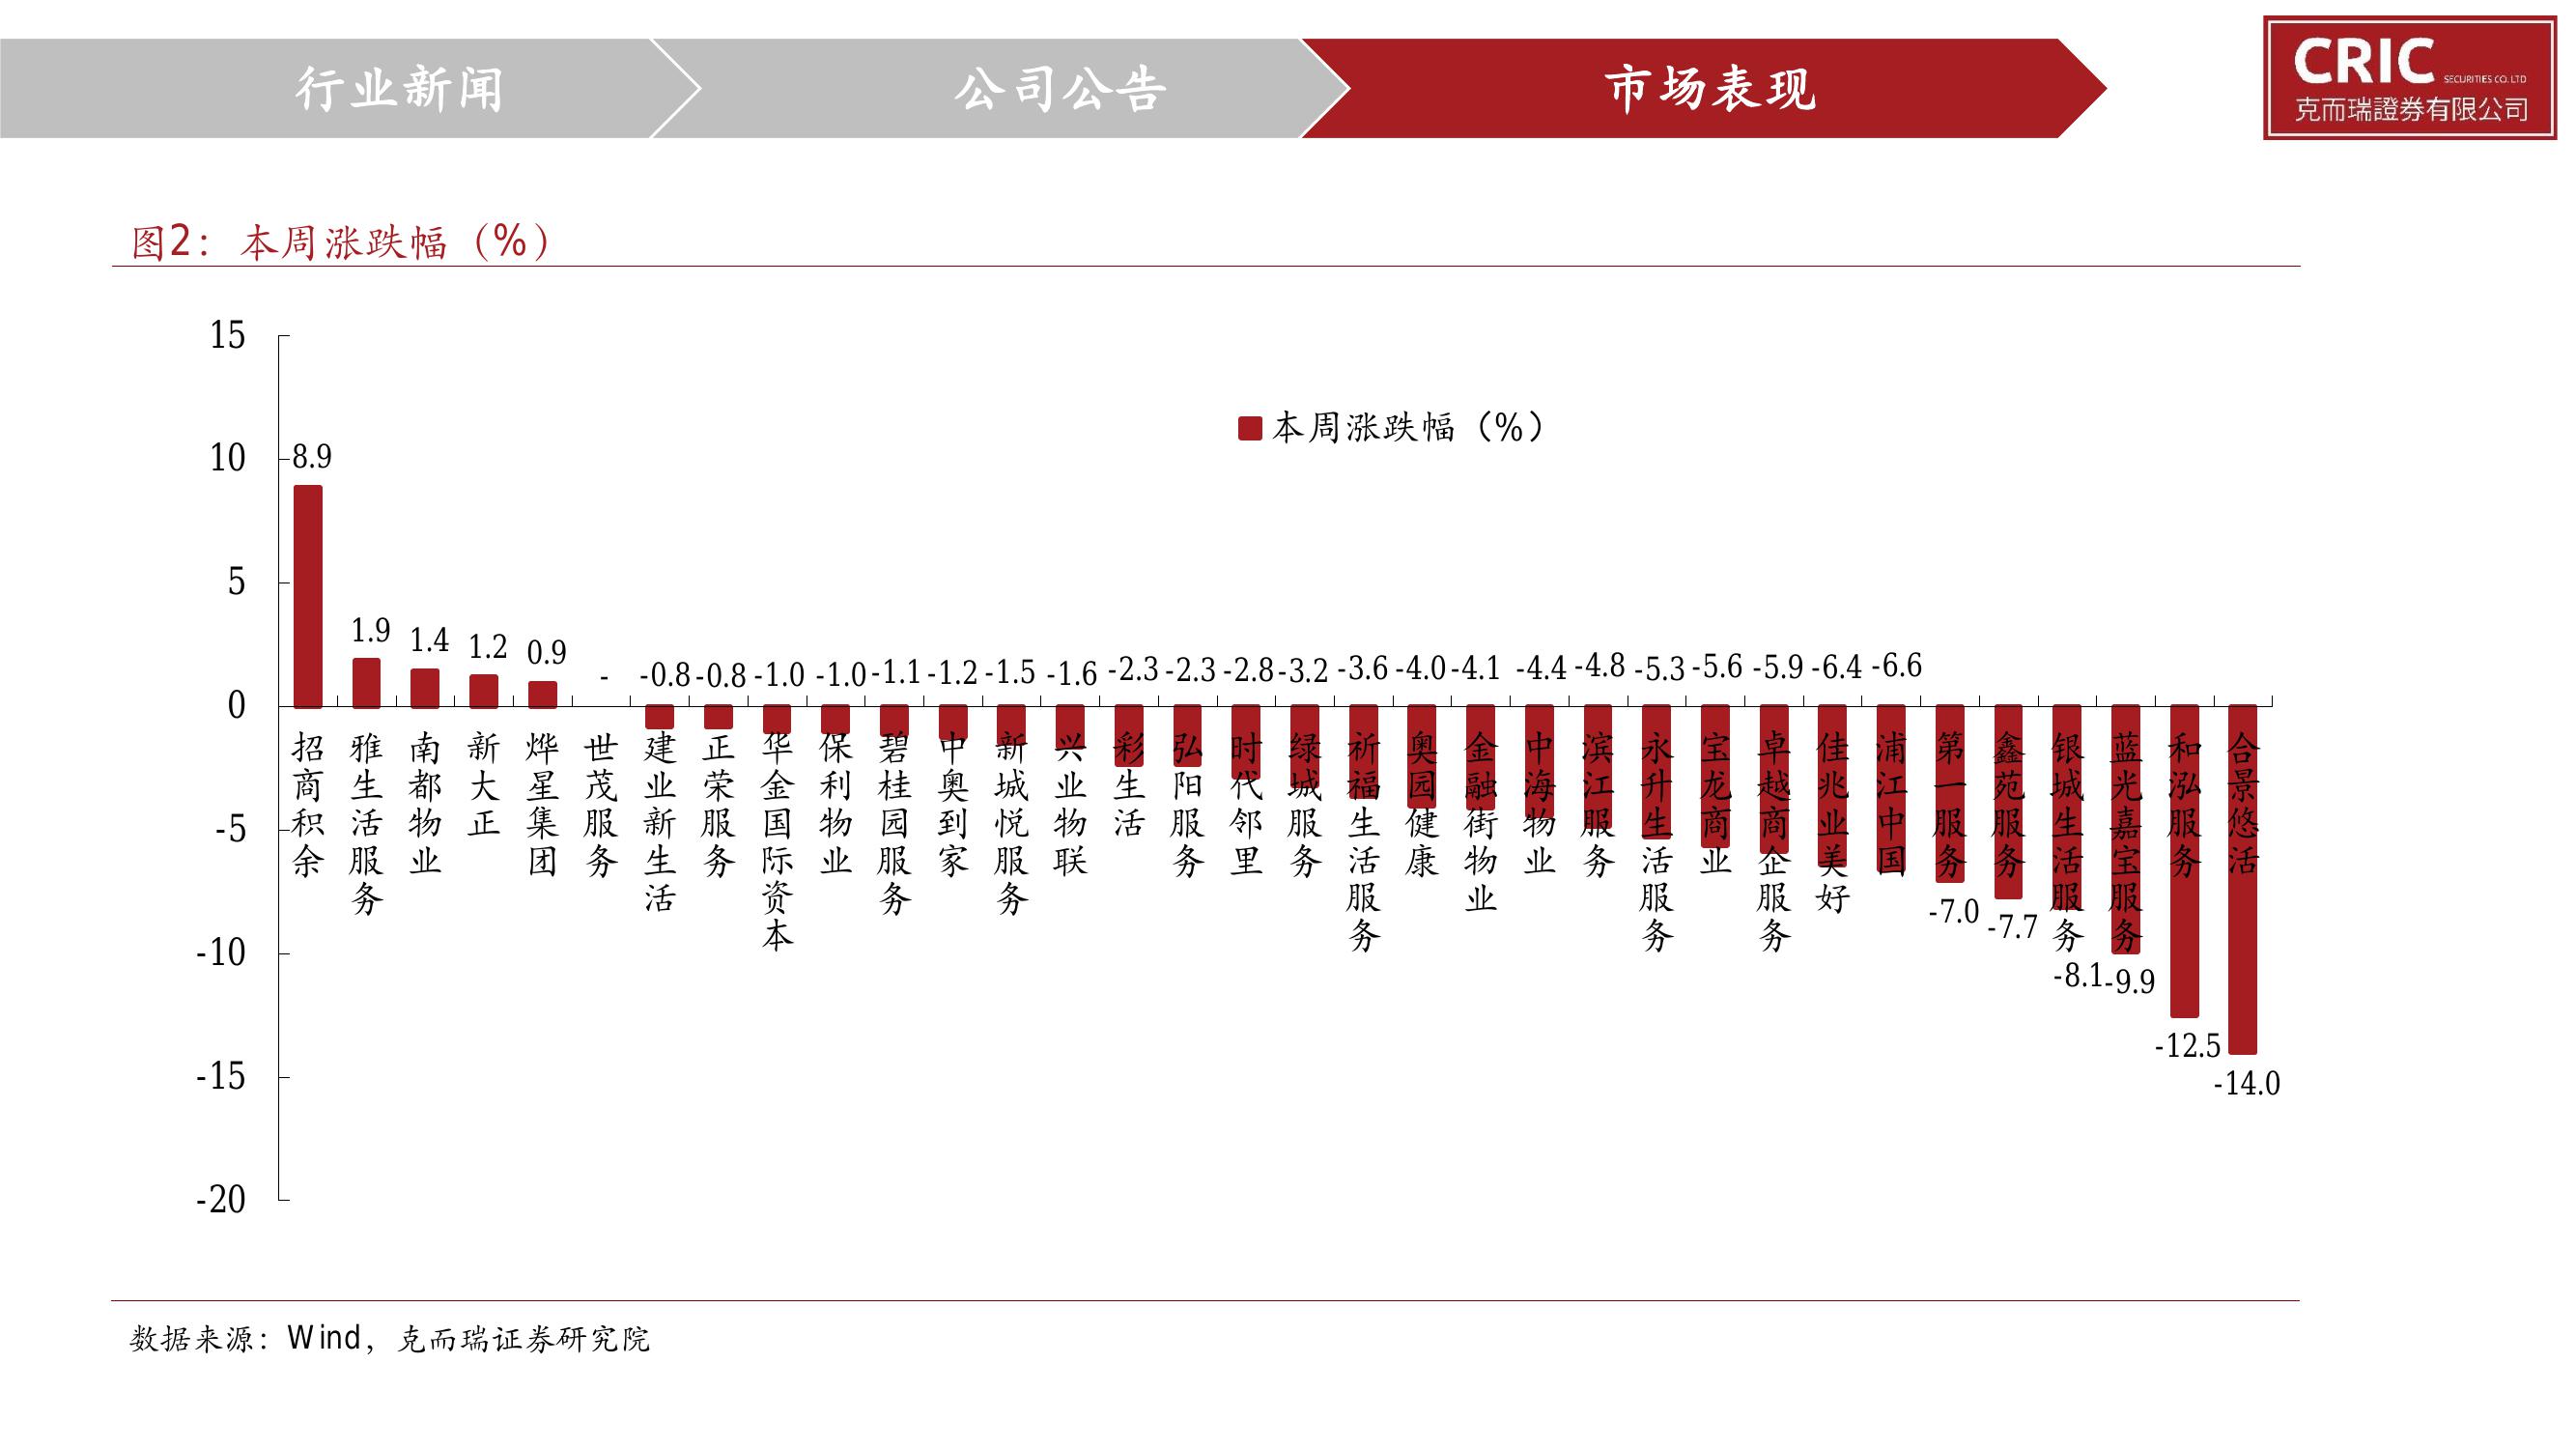 行业新闻
公司公告
市场表现
CRIC SECURITIES CO. LTD
克而瑞證券有限公司
图2：本周涨跌幅（%）
本周涨跌幅（%）
15
10
5
0
-5
-10
-15
-20
8.9 1.9 1.4 1.2 0.9 - -0.8 -0.8 -1.0 -1.0 -1.1 -1.2 -1.5 -1.6 -2.3 -2.3 -2.8 -3.2 -3.6 -4.0 -4.1 -4.4 -4.8 -5.3 -5.6 -5.9 -6.4 -6.6 -7.0 -7.7 -8.1 -9.9 -12.5 -14.0
招商积余
雅生活服务
南都物业
新大正
烨星集团
世茂服务
建业新生活
正荣服务
华金国际资本
保利物业
碧桂园服务
中奥到家
新城悦服务
兴业物联
彩生活
弘阳服务
时代邻里
绿城服务
祈福生活服务
奥园健康
金融街物业
中海物业
滨江服务
永升生活服务
宝龙商业
卓越商企服务
佳兆业美好
浦江中国
第一服务
鑫苑服务
银城生活服务
蓝光嘉宝服务
和泓服务
合景悠活
数据来源：Wind，克而瑞证券研究院